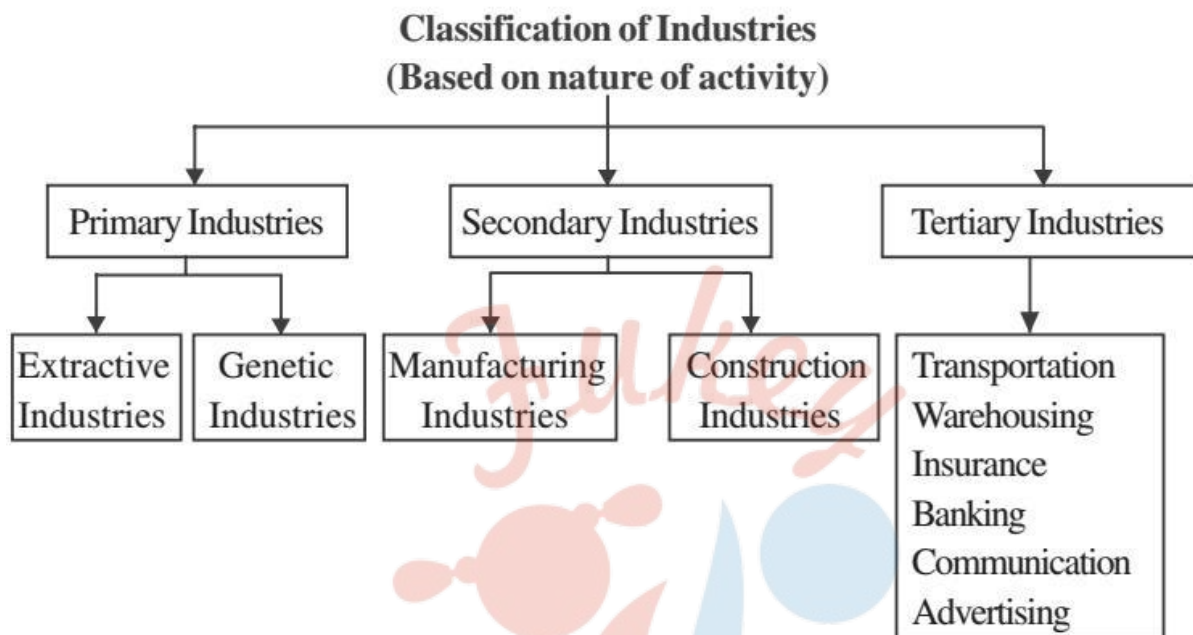 Classification of Industries
(Based on nature of activity)
Primary Industries
Secondary Industries
Tertiary Industries
Extractive
Industries
Genetic
Industries
Manufacturing
Industries
Construction
Industries
Transportation
Warehousing
Insurance
Banking
Communication
Advertising
Jukey